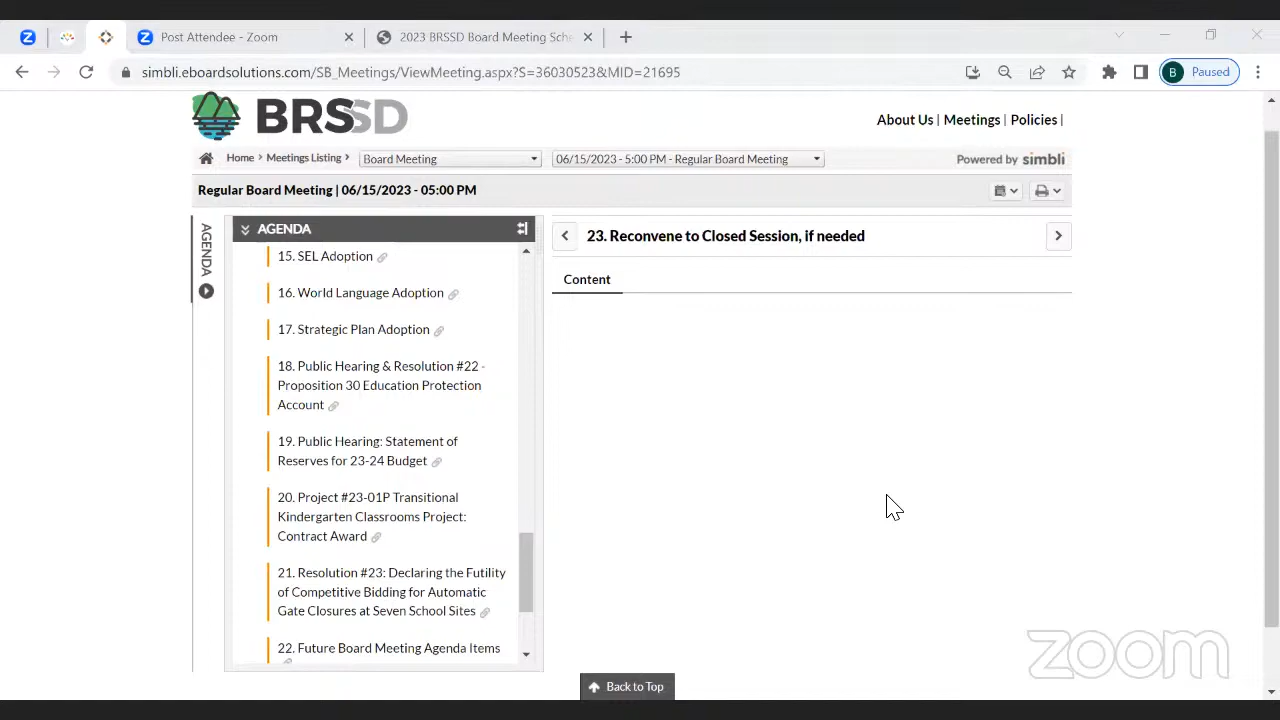 Post Attendee - Zoom
2023 BRSSD Board Meeting Sche
simbli.eboardsolutions.com/SB_Meetings/ViewMeeting.aspx?S=36030523&MID=21695
B Paused
BRSSD
About Us | Meetings | Policies |
Home > Meetings Listing > Board Meeting 06/15/2023 - 5:00 PM - Regular Board Meeting Powered by simbli
Regular Board Meeting | 06/15/2023 - 05:00 PM
AGENDA
AGENDA
15. SEL Adoption
16. World Language Adoption
17. Strategic Plan Adoption
18. Public Hearing & Resolution #22 -
Proposition 30 Education Protection
Account
19. Public Hearing: Statement of
Reserves for 23-24 Budget
20. Project #23-01P Transitional
Kindergarten Classrooms Project:
Contract Award
21. Resolution #23: Declaring the Futility
of Competitive Bidding for Automatic
Gate Closures at Seven School Sites
22. Future Board Meeting Agenda Items
23. Reconvene to Closed Session, if needed
Content
Back to Top
zoom